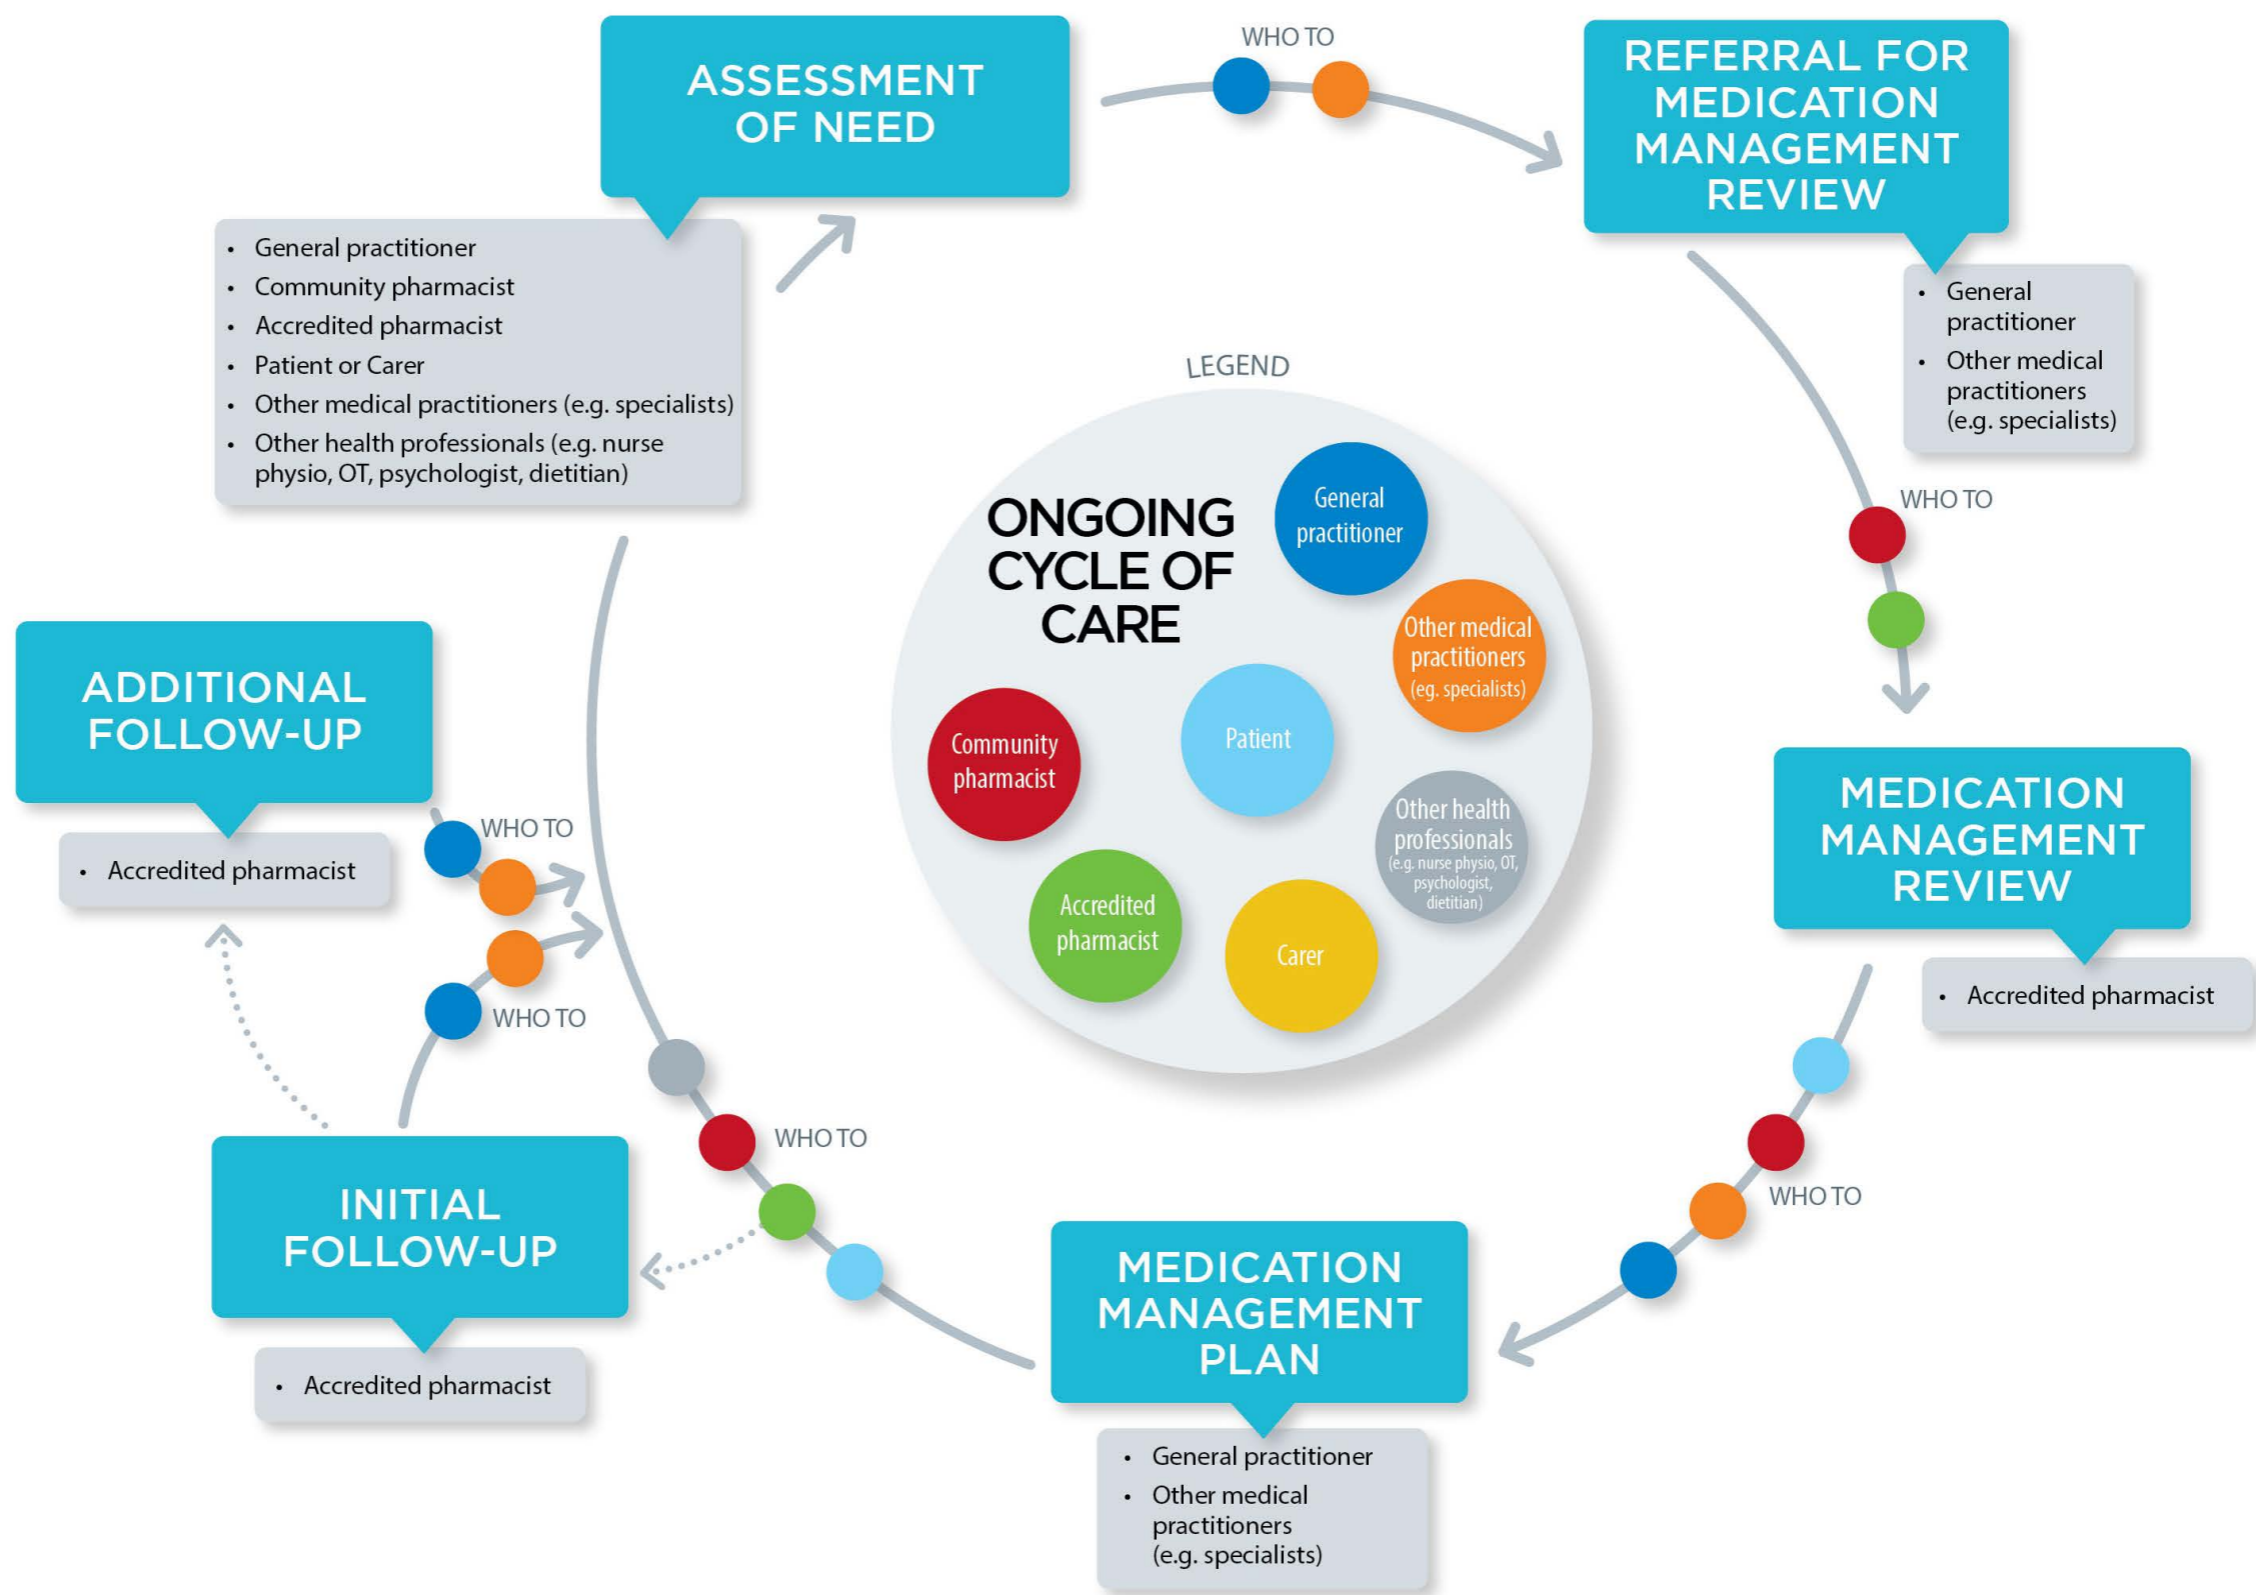 ASSESSMENT
OF NEED
• General practitioner
• Community pharmacist
• Accredited pharmacist
• Patient or Carer
• Other medical practitioners (e.g. specialists)
• Other health professionals (e.g. nurse
physio, OT, psychologist, dietitian)
WHO TO
REFERRAL FOR
MEDICATION
MANAGEMENT
REVIEW
• General
practitioner
• Other medical
practitioners
(e.g. specialists)
WHO TO
MEDICATION
MANAGEMENT
REVIEW
• Accredited pharmacist
WHO TO
MEDICATION
MANAGEMENT
PLAN
• General practitioner
• Other medical
practitioners
(e.g. specialists)
WHO TO
INITIAL
FOLLOW-UP
• Accredited pharmacist
WHO TO
ADDITIONAL
FOLLOW-UP
• Accredited pharmacist
WHO TO
LEGEND
ONGOING
CYCLE OF
CARE
General
practitioner
Other medical
practitioners
(eg. specialists)
Patient
Community
pharmacist
Other health
professionals
(e.g. nurse physio, OT,
psychologist,
dietitian)
Accredited
pharmacist
Carer